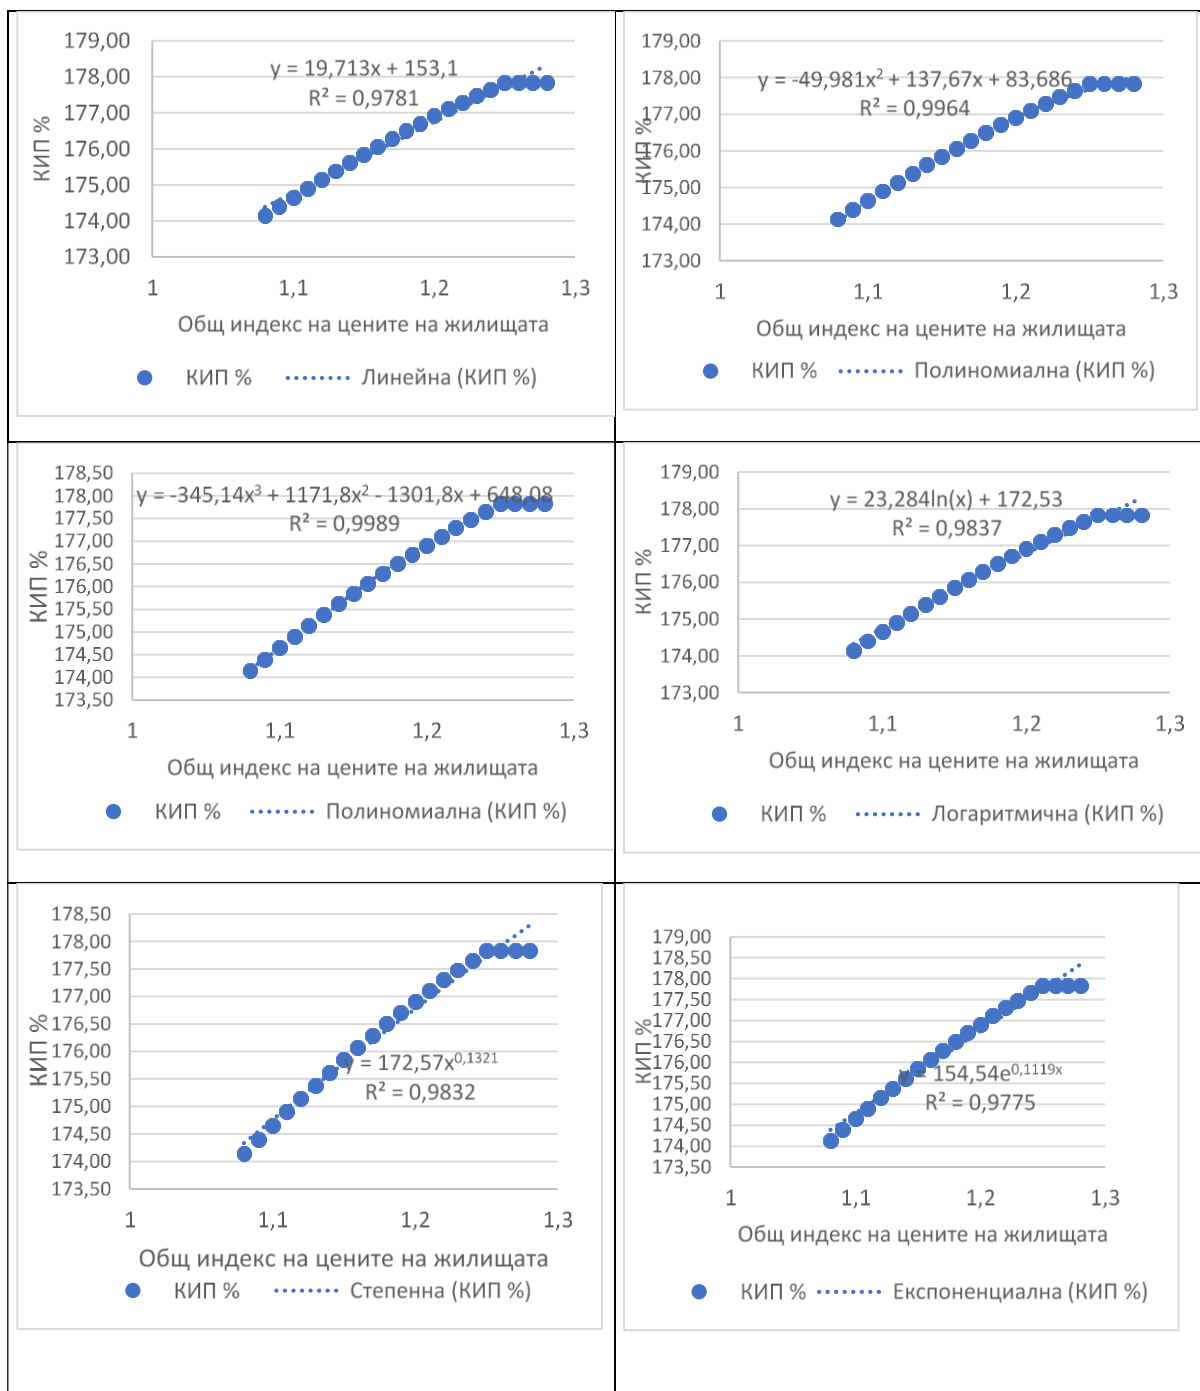 179,00
178,00
177,00
176,00
175,00
174,00
173,00
КИП %
y = 19,713x + 153,1
R² = 0,9781
1 1,1 1,2 1,3
Общ индекс на цените на жилищата
КИП % Линейна (КИП %)
179,00
178,00
177,00
176,00
175,00
174,00
173,00
КИП %
y = -49,981x² + 137,67x + 83,686
R² = 0,9964
1 1,1 1,2 1,3
Общ индекс на цените на жилищата
КИП % Полиномиална (КИП %)
178,50
178,00
177,50
177,00
176,50
176,00
175,50
175,00
174,50
174,00
173,50
КИП %
y = -345,14x³ + 1171,8x² - 1301,8x + 648,08
R² = 0,9989
1 1,1 1,2 1,3
Общ индекс на цените на жилищата
КИП % Полиномиална (КИП %)
179,00
178,00
177,00
176,00
175,00
174,00
173,00
КИП %
y = 23,284ln(x) + 172,53
R² = 0,9837
1 1,1 1,2 1,3
Общ индекс на цените на жилищата
КИП % Логаритмична (КИП %)
178,50
178,00
177,50
177,00
176,50
176,00
175,50
175,00
174,50
174,00
173,50
КИП %
y = 172,57x^0,1321
R² = 0,9832
1 1,1 1,2 1,3
Общ индекс на цените на жилищата
КИП % Степенна (КИП %)
179,00
178,50
178,00
177,50
177,00
176,50
176,00
175,50
175,00
174,50
174,00
173,50
КИП %
y = 154,54e^0,1119x
R² = 0,9775
1 1,1 1,2 1,3
Общ индекс на цените на жилищата
КИП % Експоненциална (КИП %)